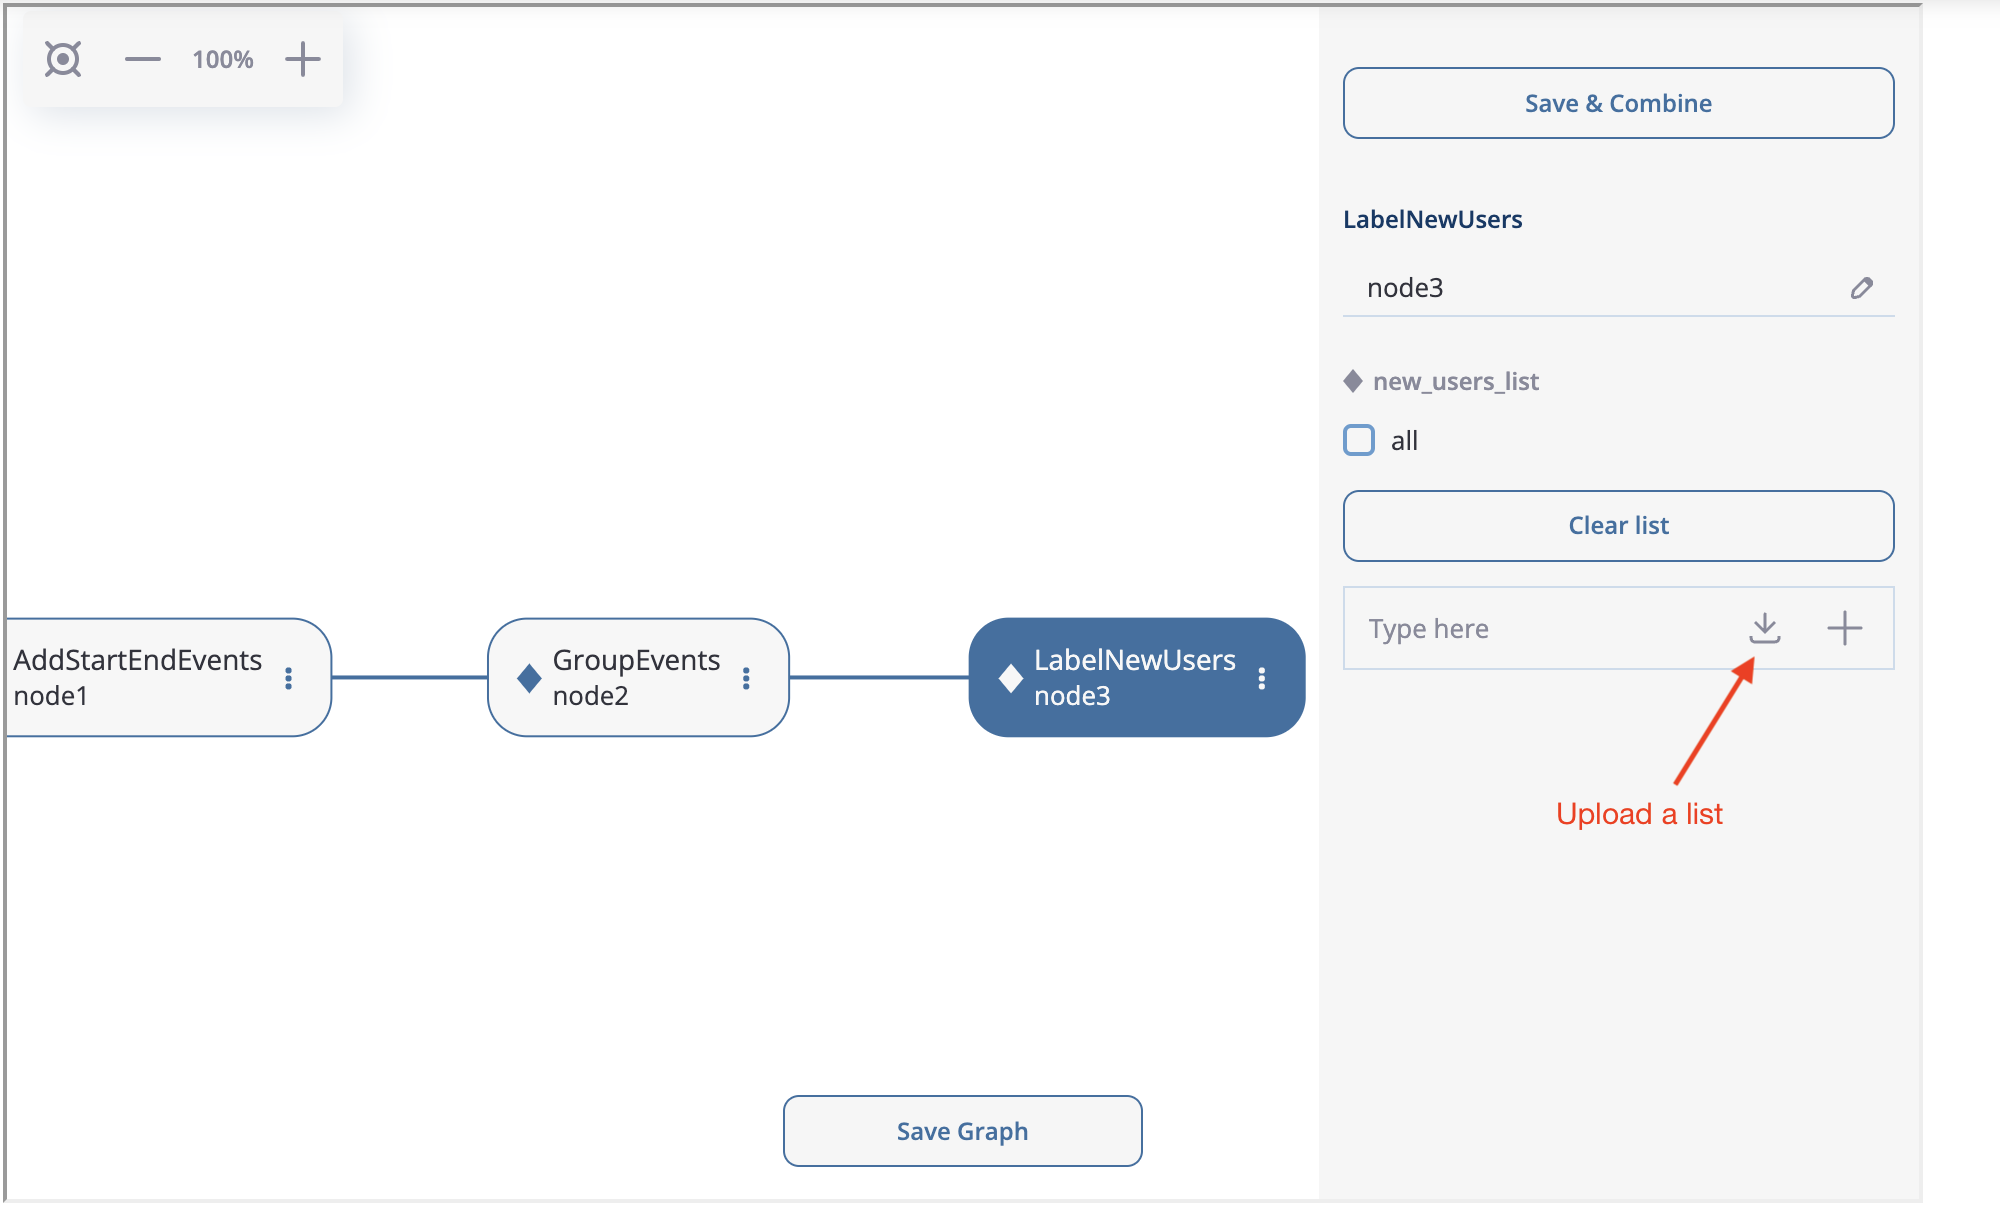 100%
Save & Combine
LabelNewUsers
node3
new_users_list
all
Clear list
Type here
Upload a list
AddStartEndEvents
node1
GroupEvents
node2
LabelNewUsers
node3
Save Graph